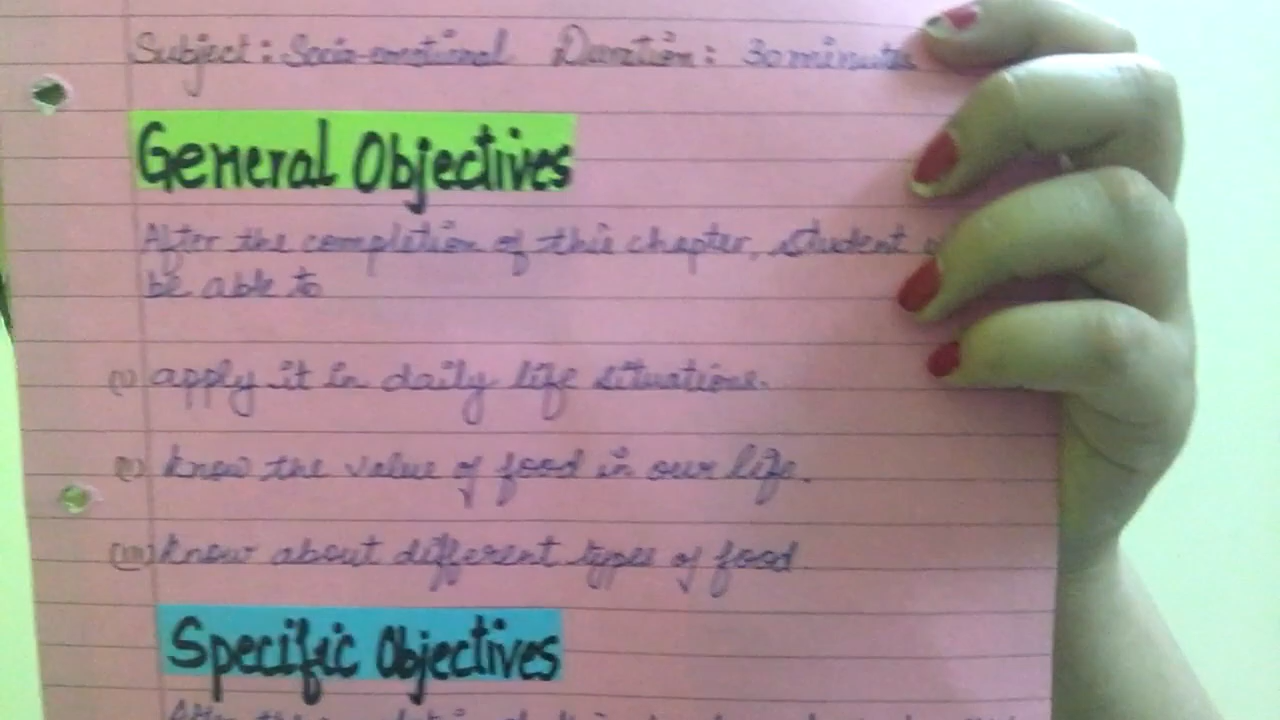 Subject: Socio-emotional Duration: 30 minutes
General Objectives
After the completion of this chapter, student
be able to
(i) apply it in daily life situations.
(ii) know the value of food in our life.
(iii) know about different types of food
Specific Objectives
After the